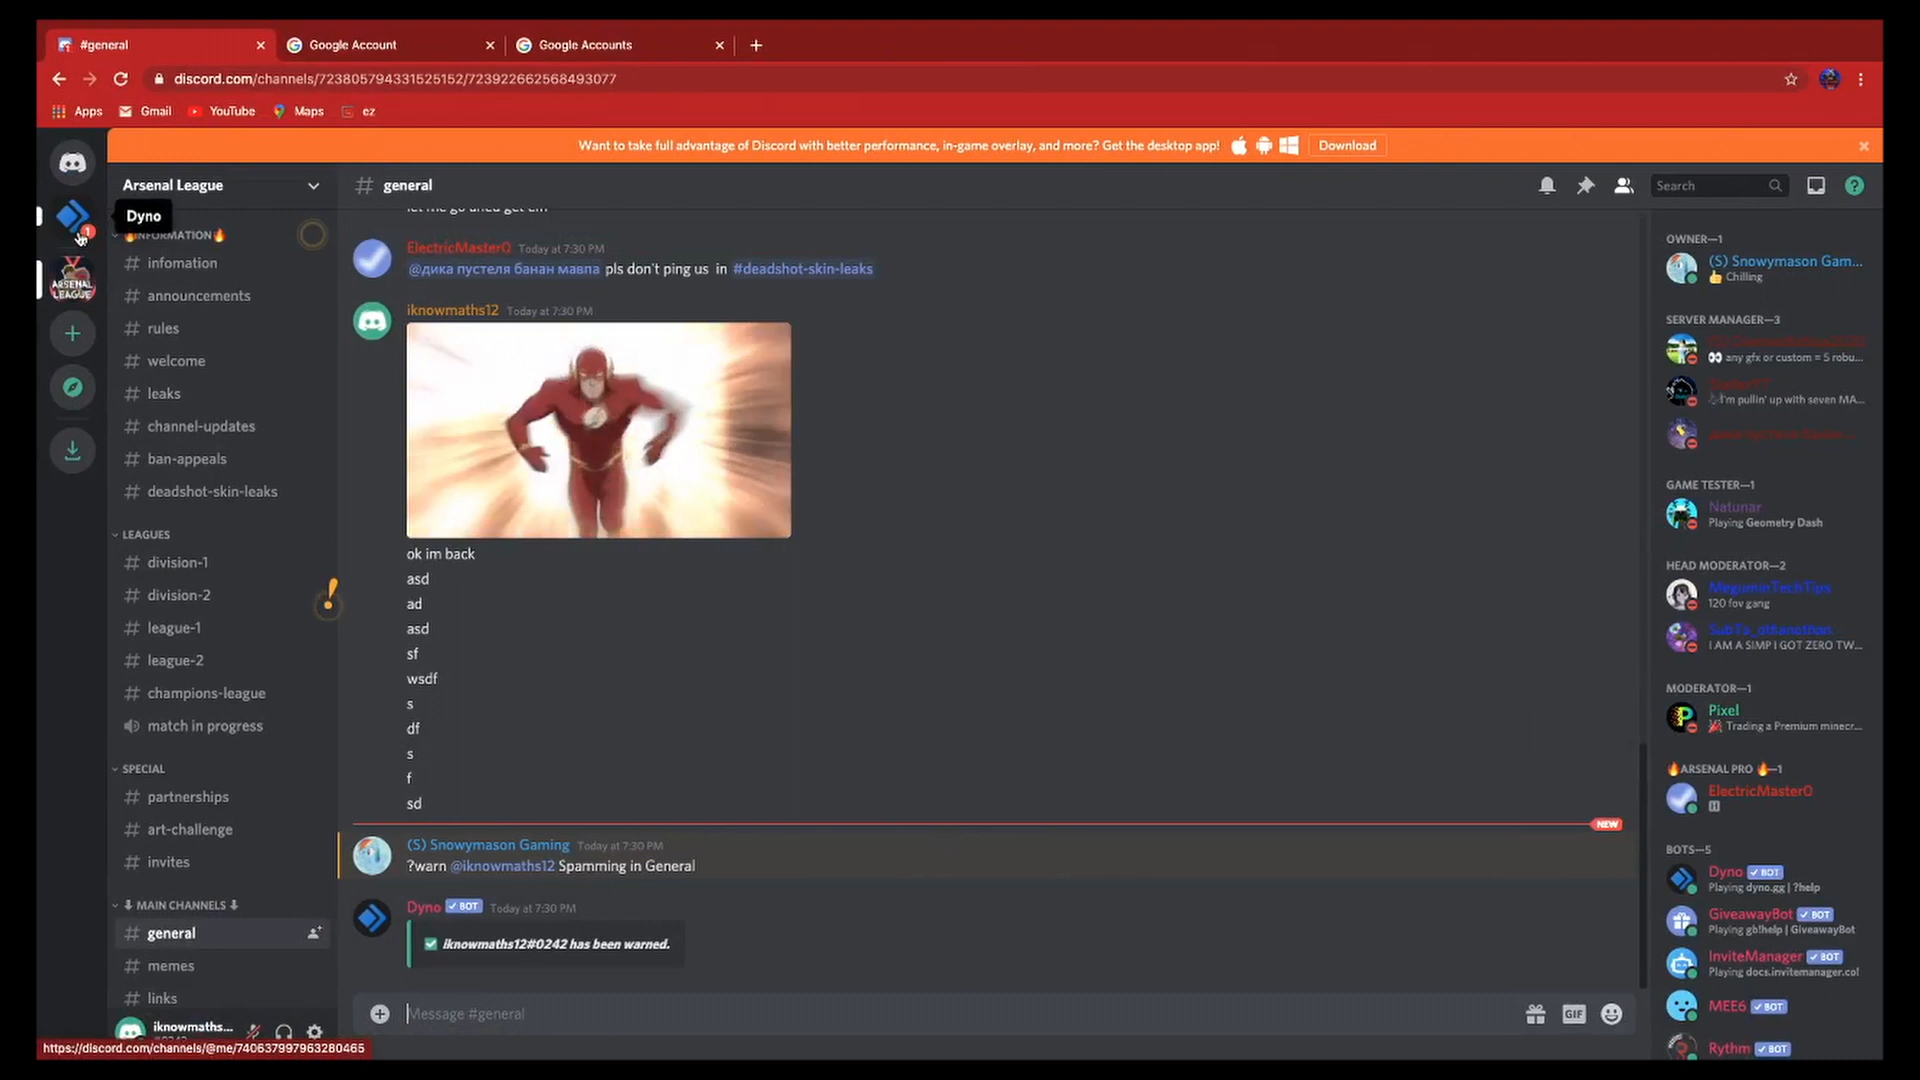 #general
Google Account
Google Accounts
discord.com/channels/723805794331525152/723922662568493077
Apps
Gmail
YouTube
Maps
ez
Want to take full advantage of Discord with better performance, in-game overlay, and more? Get the desktop app!
Download
Arsenal League
general
Search
Dyno
1
ARSENAL
LEAGUE
🔥INFORMATION🔥
infomation
announcements
rules
welcome
leaks
channel-updates
ban-appeals
deadshot-skin-leaks
LEAGUES
division-1
division-2
league-1
league-2
champions-league
match in progress
SPECIAL
partnerships
art-challenge
invites
MAIN CHANNELS
general
memes
links
iknowmaths...
https://discord.com/channels/@me/740637997963280465
let me go
ElectricMaster0 Today at 7:30 PM
@дика пустеля банан мавпа pls don't ping us in #deadshot-skin-leaks
iknowmaths12 Today at 7:30 PM
ok im back
asd
ad
asd
sf
wsdf
s
df
s
f
sd
NEW
(S) Snowymason Gaming Today at 7:30 PM
?warn @iknowmaths12 Spamming in General
Dyno BOT Today at 7:30 PM
iknowmaths12#0242 has been warned.
Message #general
GIF
OWNER—1
(S) Snowymason Gam...
👍 Chilling
SERVER MANAGER—3
👀 any gfx or custom = 5 robu...
I'm pullin' up with seven MA...
GAME TESTER—1
Natunar
Playing Geometry Dash
HEAD MODERATOR—2
MeguminTechTips
120 fov gang
I AM A SIMP I GOT ZERO TW...
MODERATOR—1
Pixel
🎉 Trading a Premium minecr...
🔥ARSENAL PRO🔥—1
ElectricMaster0
BOTS—5
Dyno BOT
Playing dyno.gg | ?help
GiveawayBot BOT
Playing gb!help | GiveawayBot
InviteManager BOT
Playing docs.invitemanager.co
MEE6 BOT
Rythm BOT